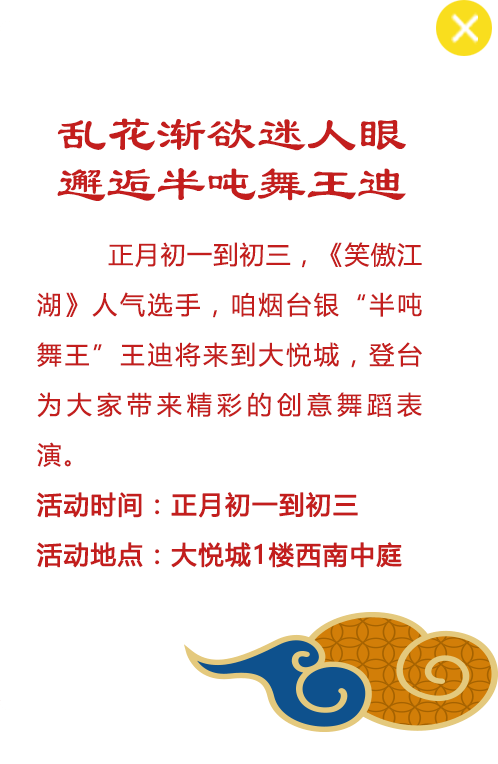 乱花渐欲迷人眼
邂逅半吨舞王迪
正月初一到初三，《笑傲江
湖》人气选手，咱烟台银“半吨
舞王”王迪将来到大悦城，登台
为大家带来精彩的创意舞蹈表
演。
活动时间：正月初一到初三
活动地点：大悦城1楼西南中庭